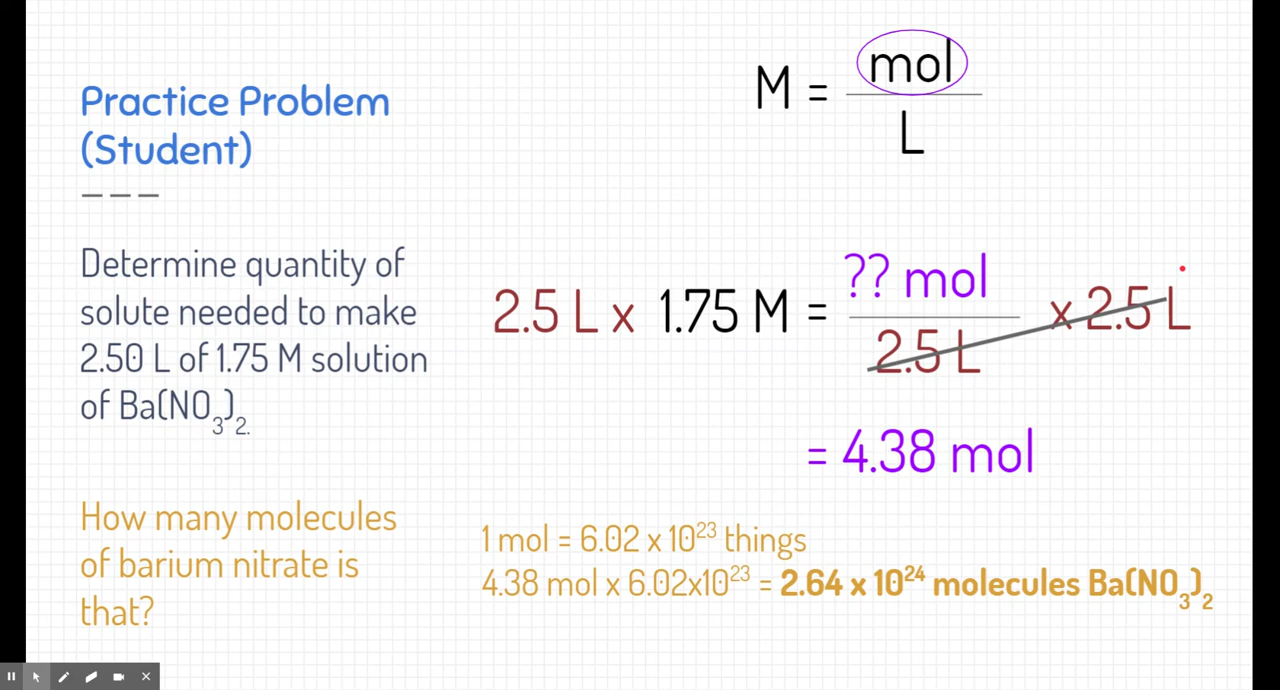 Practice Problem
(Student)
Determine quantity of
solute needed to make
2.50 L of 1.75 M solution
of Ba(NO₃)₂.
How many molecules
of barium nitrate is
that?
M = mol
L
2.5 L x 1.75 M = ?? mol x 2.5 L
2.5 L
= 4.38 mol
1 mol = 6.02 x 10²³ things
4.38 mol x 6.02x10²³ = 2.64 x 10²⁴ molecules Ba(NO₃)₂